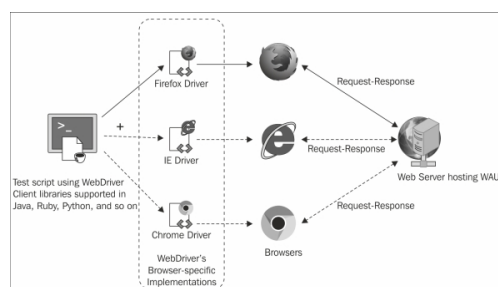 Firefox Driver
Request-Response
>_
+
IE Driver
Request-Response
Test script using WebDriver
Client libraries supported in
Java, Ruby, Python, and so on
Web Server hosting WAU
Request-Response
Chrome Driver
Browsers
WebDriver's
Browser-specific
Implementations